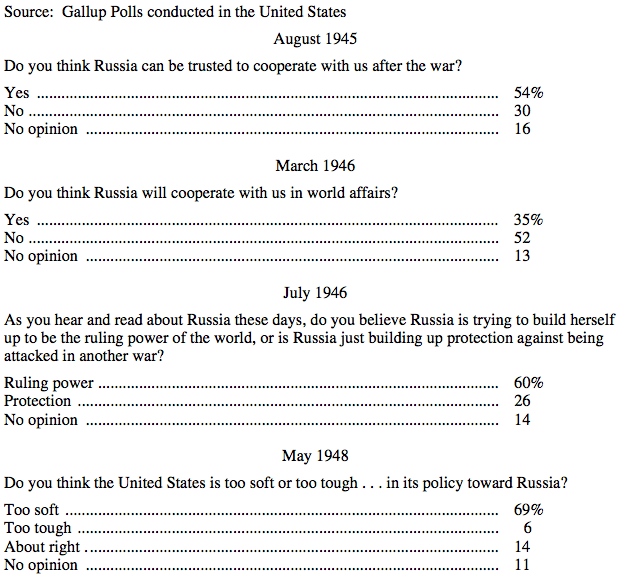 Source: Gallup Polls conducted in the United States
August 1945
Do you think Russia can be trusted to cooperate with us after the war?
Yes ........ 54%
No ........ 30
No opinion ........ 16
March 1946
Do you think Russia will cooperate with us in world affairs?
Yes ........ 35%
No ........ 52
No opinion ........ 13
July 1946
As you hear and read about Russia these days, do you believe Russia is trying to build herself
up to be the ruling power of the world, or is Russia just building up protection against being
attacked in another war?
Ruling power ........ 60%
Protection ........ 26
No opinion ........ 14
May 1948
Do you think the United States is too soft or too tough . . . in its policy toward Russia?
Too soft ........ 69%
Too tough ........ 6
About right ........ 14
No opinion ........ 11